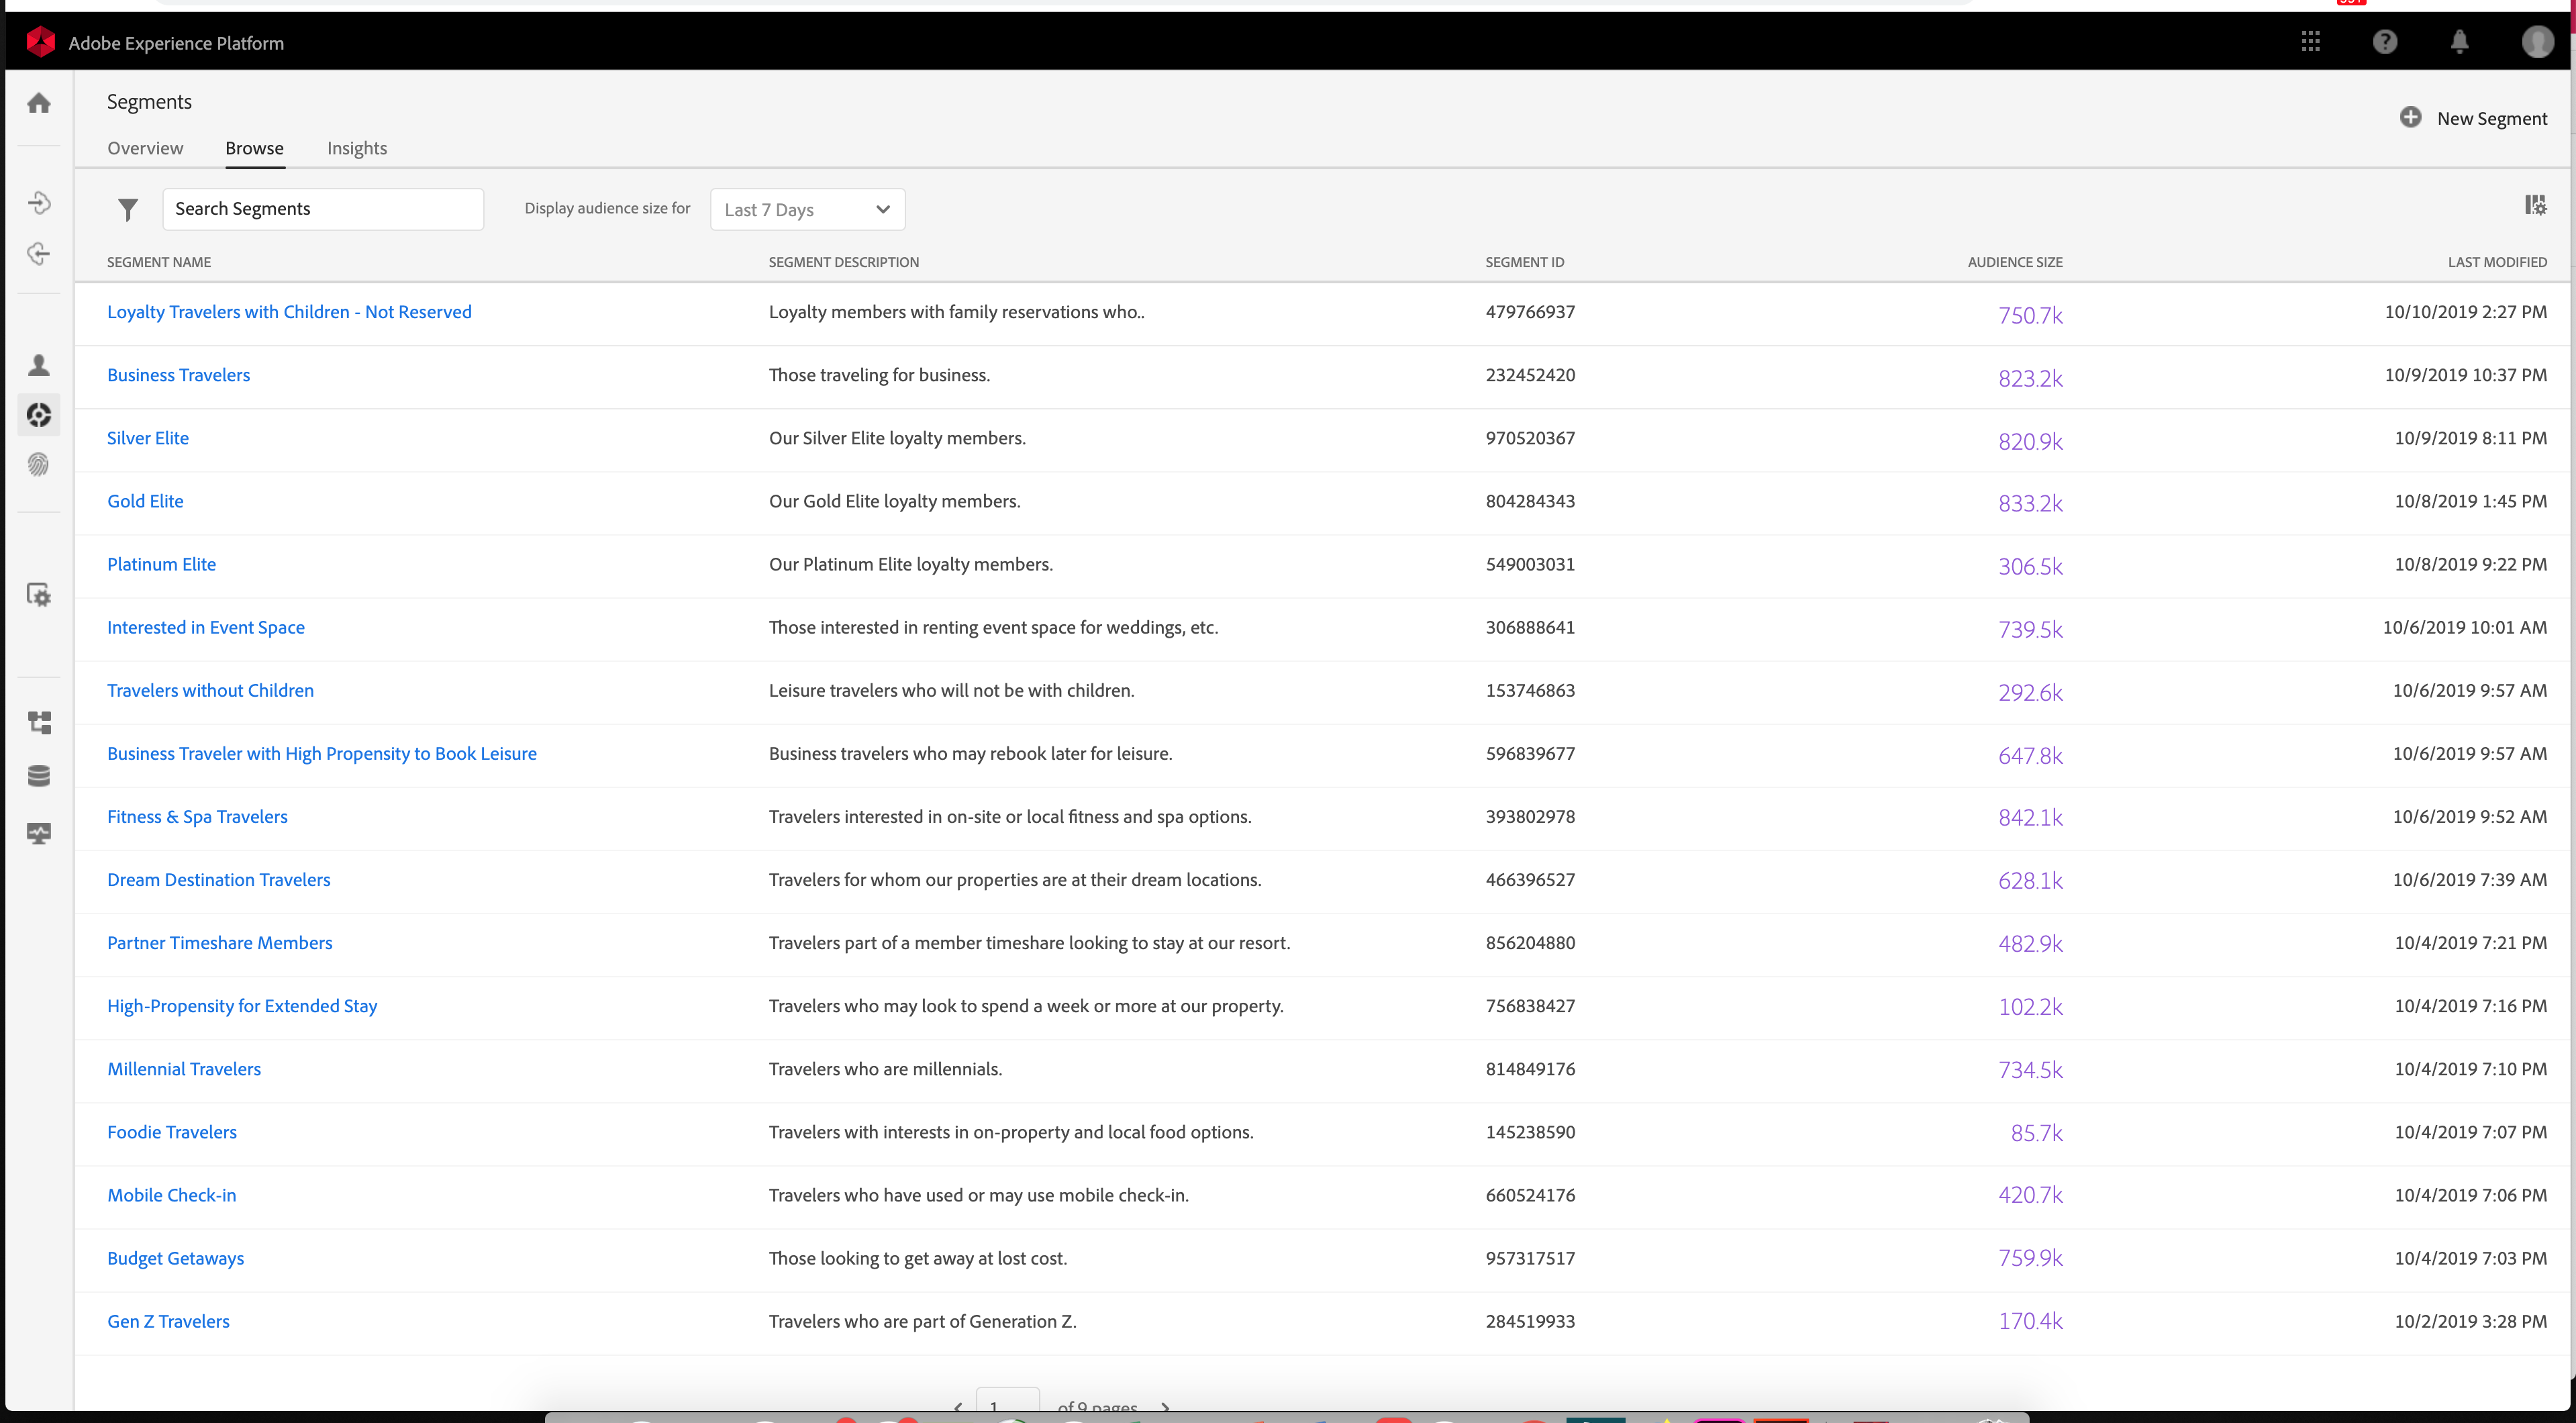 Adobe Experience Platform
Segments
New Segment
Overview Browse Insights
Search Segments Display audience size for Last 7 Days
SEGMENT NAME SEGMENT DESCRIPTION SEGMENT ID AUDIENCE SIZE LAST MODIFIED
Loyalty Travelers with Children - Not Reserved Loyalty members with family reservations who.. 479766937 750.7k 10/10/2019 2:27 PM
Business Travelers Those traveling for business. 232452420 823.2k 10/9/2019 10:37 PM
Silver Elite Our Silver Elite loyalty members. 970520367 820.9k 10/9/2019 8:11 PM
Gold Elite Our Gold Elite loyalty members. 804284343 833.2k 10/8/2019 1:45 PM
Platinum Elite Our Platinum Elite loyalty members. 549003031 306.5k 10/8/2019 9:22 PM
Interested in Event Space Those interested in renting event space for weddings, etc. 306888641 739.5k 10/6/2019 10:01 AM
Travelers without Children Leisure travelers who will not be with children. 153746863 292.6k 10/6/2019 9:57 AM
Business Traveler with High Propensity to Book Leisure Business travelers who may rebook later for leisure. 596839677 647.8k 10/6/2019 9:57 AM
Fitness & Spa Travelers Travelers interested in on-site or local fitness and spa options. 393802978 842.1k 10/6/2019 9:52 AM
Dream Destination Travelers Travelers for whom our properties are at their dream locations. 466396527 628.1k 10/6/2019 7:39 AM
Partner Timeshare Members Travelers part of a member timeshare looking to stay at our resort. 856204880 482.9k 10/4/2019 7:21 PM
High-Propensity for Extended Stay Travelers who may look to spend a week or more at our property. 756838427 102.2k 10/4/2019 7:16 PM
Millennial Travelers Travelers who are millennials. 814849176 734.5k 10/4/2019 7:10 PM
Foodie Travelers Travelers with interests in on-property and local food options. 145238590 85.7k 10/4/2019 7:07 PM
Mobile Check-in Travelers who have used or may use mobile check-in. 660524176 420.7k 10/4/2019 7:06 PM
Budget Getaways Those looking to get away at lost cost. 957317517 759.9k 10/4/2019 7:03 PM
Gen Z Travelers Travelers who are part of Generation Z. 284519933 170.4k 10/2/2019 3:28 PM
1 of 9 pages